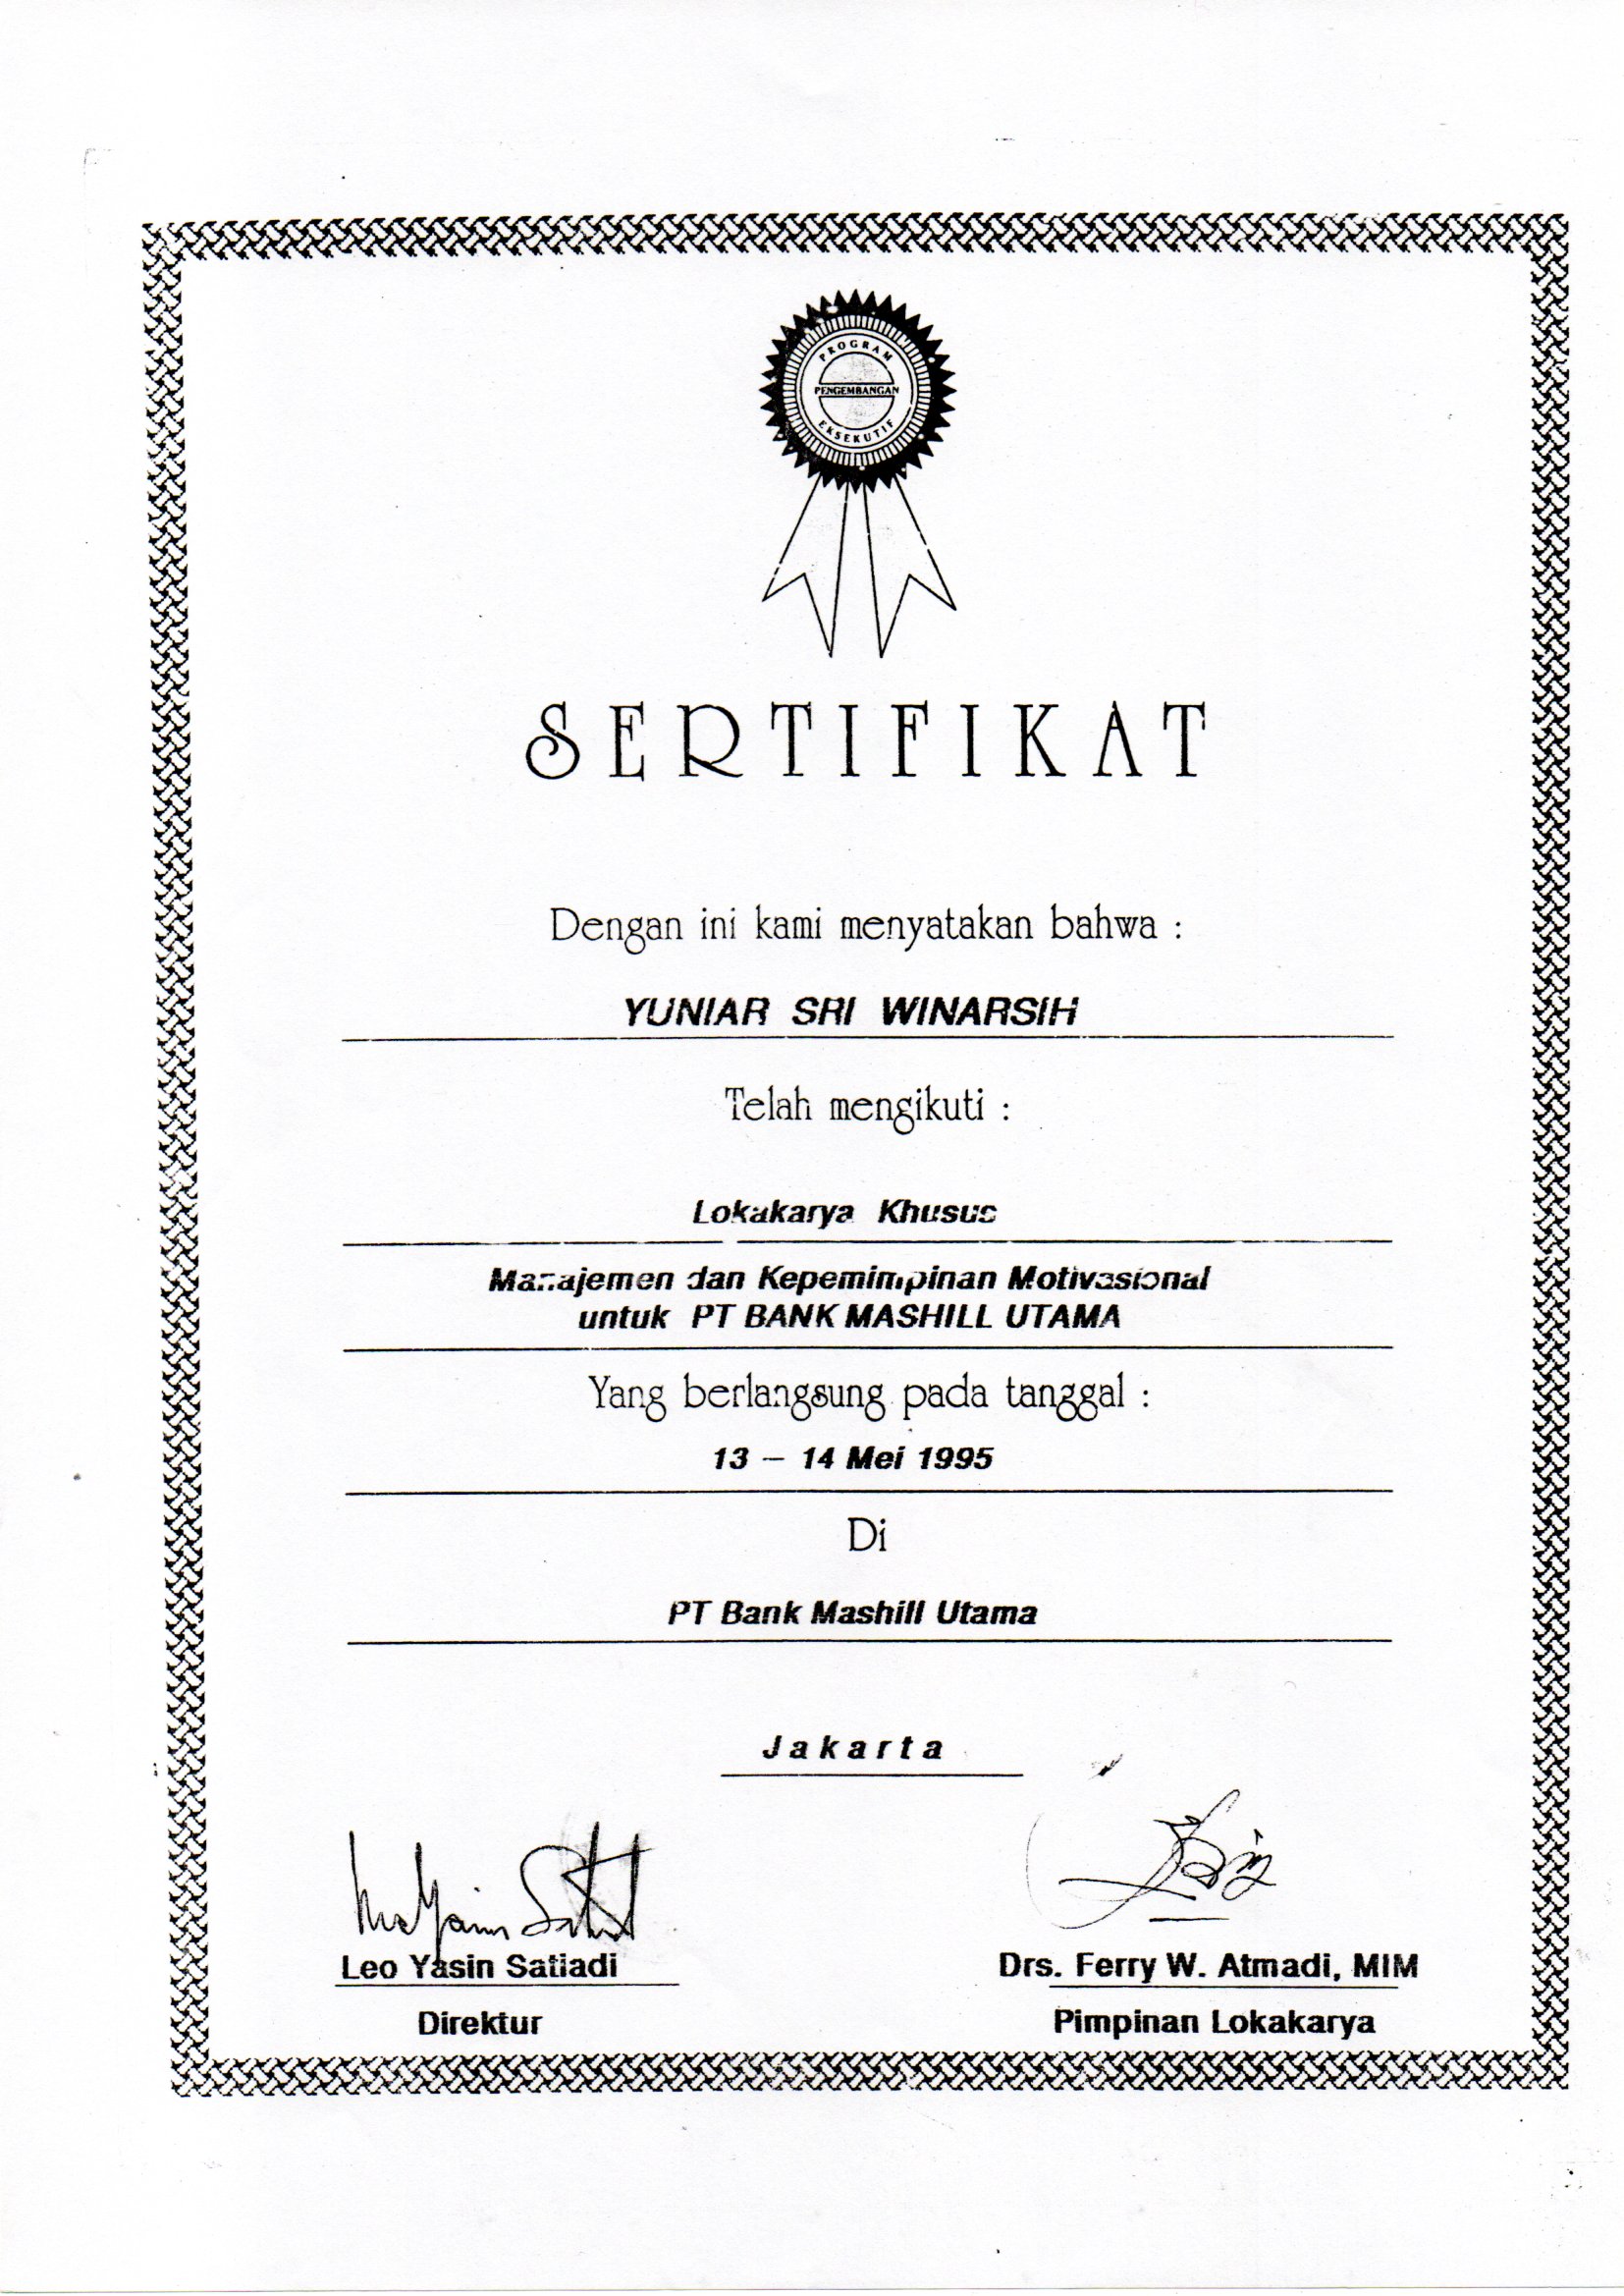 PROGRAM
PENGEMBANGAN
EKSEKUTIF
SERTIFIKAT
Dengan ini kami menyatakan bahwa :
YUNIAR SRI WINARSIH
Telah mengikuti :
Lokakarya Khusus
Manajemen dan Kepemimpinan Motivasional
untuk PT BANK MASHILL UTAMA
Yang berlangsung pada tanggal :
13 – 14 Mei 1995
Di
PT Bank Mashill Utama
Jakarta
Leo Yasin Satiadi
Direktur
Drs. Ferry W. Atmadi, MIM
Pimpinan Lokakarya